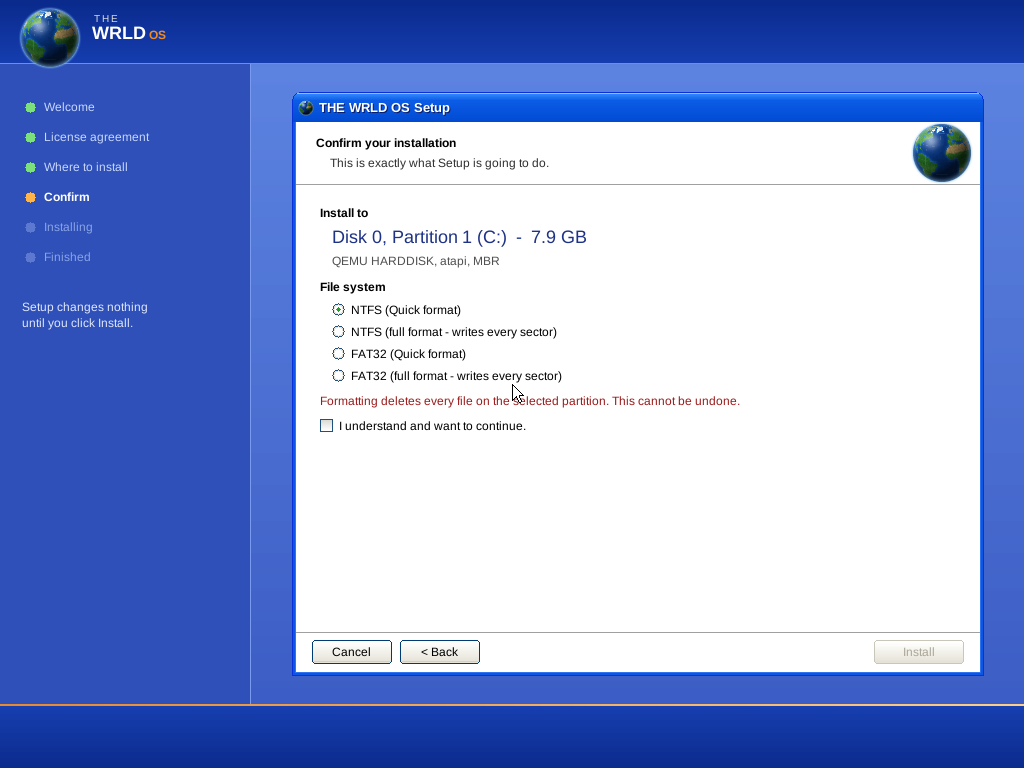 THE
WRLD OS
Welcome
License agreement
Where to install
Confirm
Installing
Finished
Setup changes nothing
until you click Install.
THE WRLD OS Setup
Confirm your installation
This is exactly what Setup is going to do.
Install to
Disk 0, Partition 1 (C:)  -  7.9 GB
QEMU HARDDISK, atapi, MBR
File system
NTFS (Quick format)
NTFS (full format - writes every sector)
FAT32 (Quick format)
FAT32 (full format - writes every sector)
Formatting deletes every file on the selected partition. This cannot be undone.
I understand and want to continue.
Cancel
< Back
Install